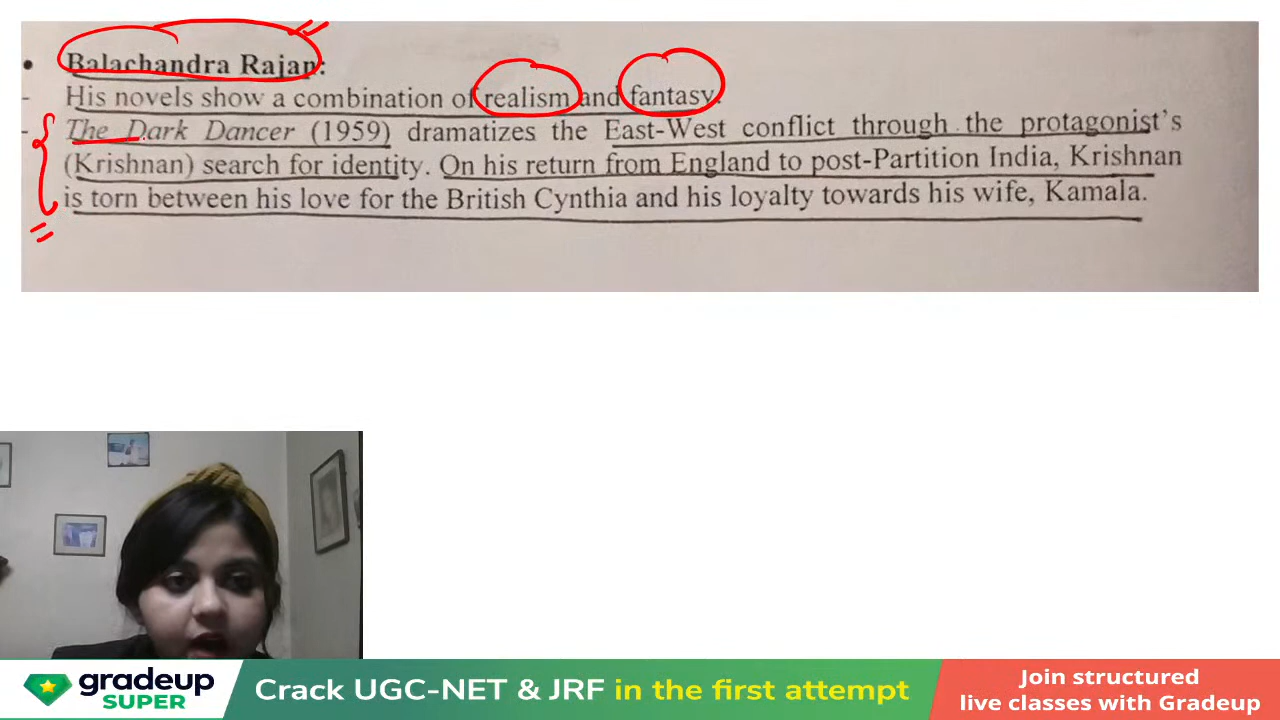 • Balachandra Rajan:
- His novels show a combination of realism and fantasy.
- The Dark Dancer (1959) dramatizes the East-West conflict through the protagonist's
(Krishnan) search for identity. On his return from England to post-Partition India, Krishnan
is torn between his love for the British Cynthia and his loyalty towards his wife, Kamala.
gradeup
SUPER
Crack UGC-NET & JRF in the first attempt
Join structured
live classes with Gradeup